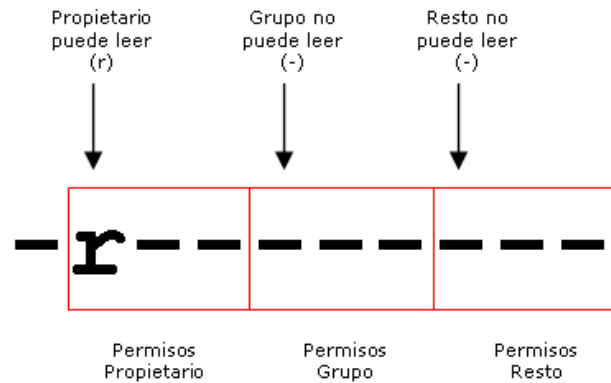 Propietario
puede leer
(r)
Grupo no
puede leer
(-)
Resto no
puede leer
(-)
-r--------
Permisos
Propietario
Permisos
Grupo
Permisos
Resto